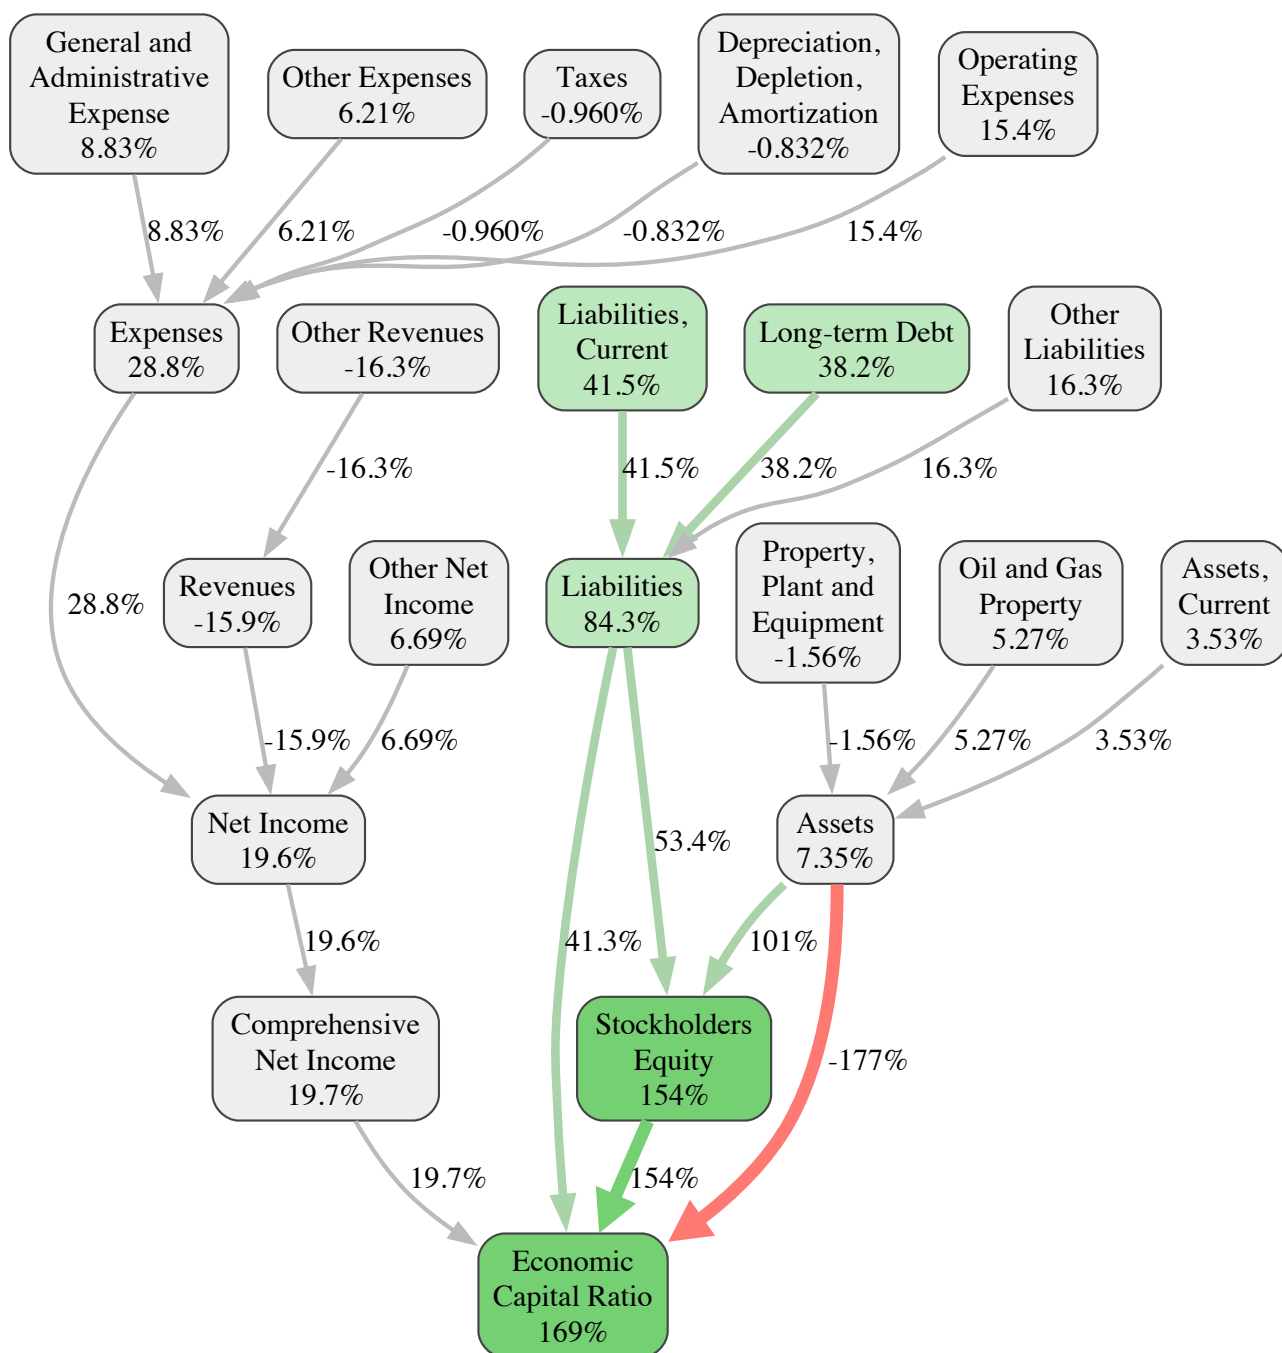 General and
Administrative
Expense
8.83%
Other Expenses
6.21%
Taxes
-0.960%
Depreciation,
Depletion,
Amortization
-0.832%
Operating
Expenses
15.4%
8.83%
6.21%
-0.960%
-0.832%
15.4%
Expenses
28.8%
Other Revenues
-16.3%
Liabilities,
Current
41.5%
Long-term Debt
38.2%
Other
Liabilities
16.3%
-16.3%
41.5%
38.2%
16.3%
28.8%
Revenues
-15.9%
Other Net
Income
6.69%
Liabilities
84.3%
Property,
Plant and
Equipment
-1.56%
Oil and Gas
Property
5.27%
Assets,
Current
3.53%
-15.9%
6.69%
-1.56%
5.27%
3.53%
Net Income
19.6%
53.4%
Assets
7.35%
19.6%
41.3%
101%
-177%
Comprehensive
Net Income
19.7%
Stockholders
Equity
154%
19.7%
154%
Economic
Capital Ratio
169%